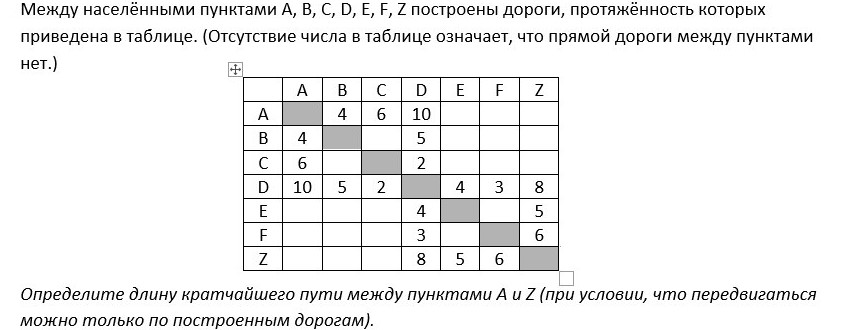 Между населёнными пунктами A, B, C, D, E, F, Z построены дороги, протяжённость которых
приведена в таблице. (Отсутствие числа в таблице означает, что прямой дороги между пунктами
нет.)
A B C D E F Z
A 4 6 10
B 4 5
C 6 2
D 10 5 2 4 3 8
E 4 5
F 3 6
Z 8 5 6
Определите длину кратчайшего пути между пунктами A и Z (при условии, что передвигаться
можно только по построенным дорогам).